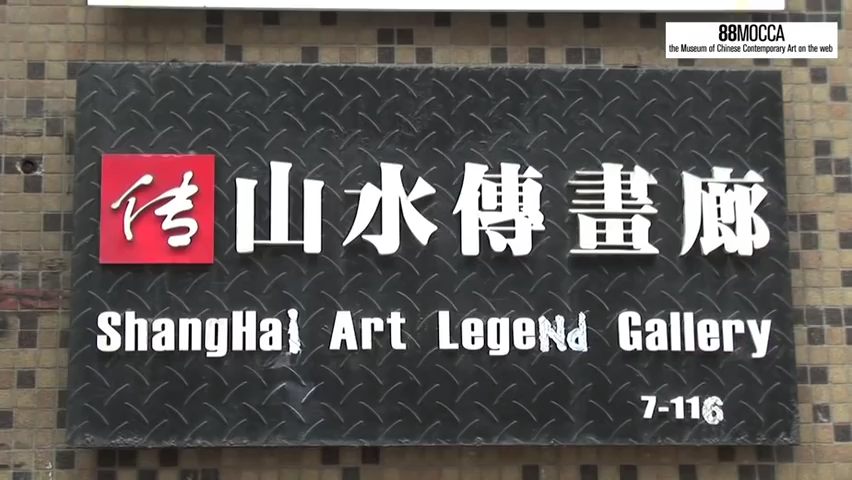 88MOCCA
the Museum of Chinese Contemporary Art on the web
传 山水傳畫廊
ShangHai Art Legend Gallery
7-116